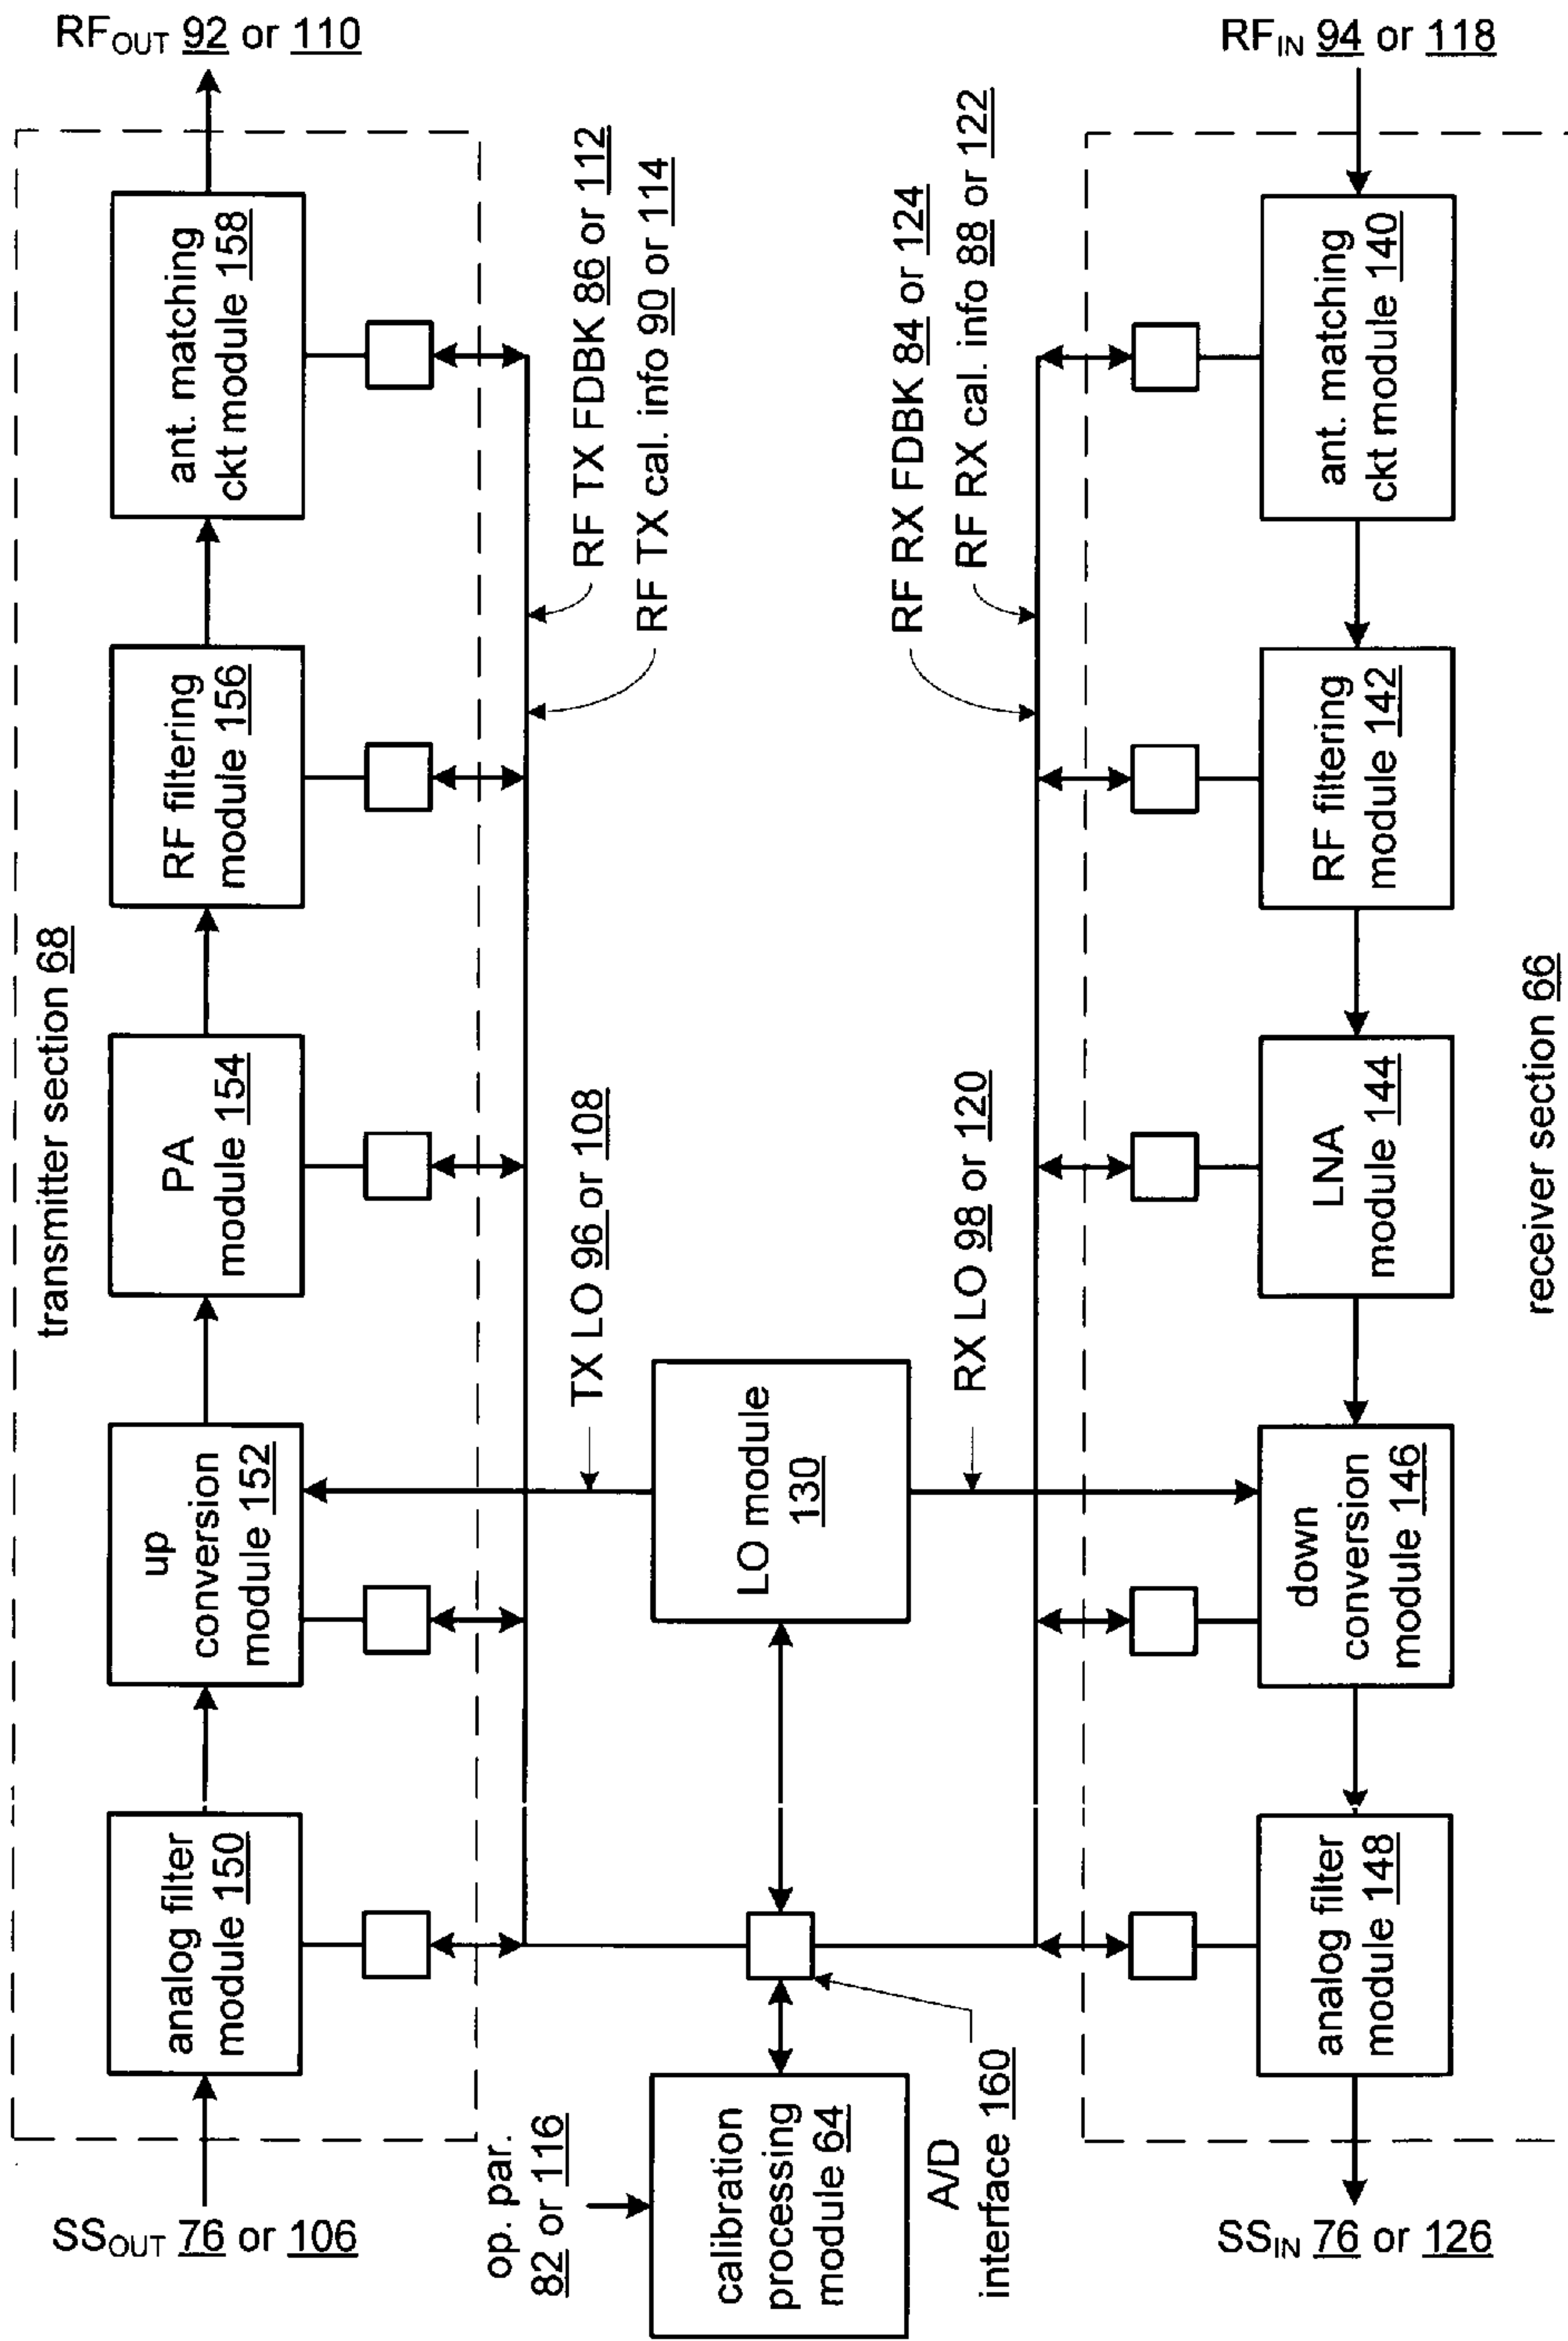 RFOUT 92 or 110
RFIN 94 or 118
transmitter section 68
ant. matching
ckt module 158
RF filtering
module 156
PA
module 154
up
conversion
module 152
analog filter
module 150
SSOUT 76 or 106
RF TX FDBK 86 or 112
RF TX cal. info 90 or 114
RF RX FDBK 84 or 124
RF RX cal. info 88 or 122
TX LO 96 or 108
RX LO 98 or 120
LO module
130
op. par.
82 or 116
calibration
processing
module 64
A/D
interface 160
ant. matching
ckt module 140
RF filtering
module 142
LNA
module 144
down
conversion
module 146
analog filter
module 148
SSIN 76 or 126
receiver section 66